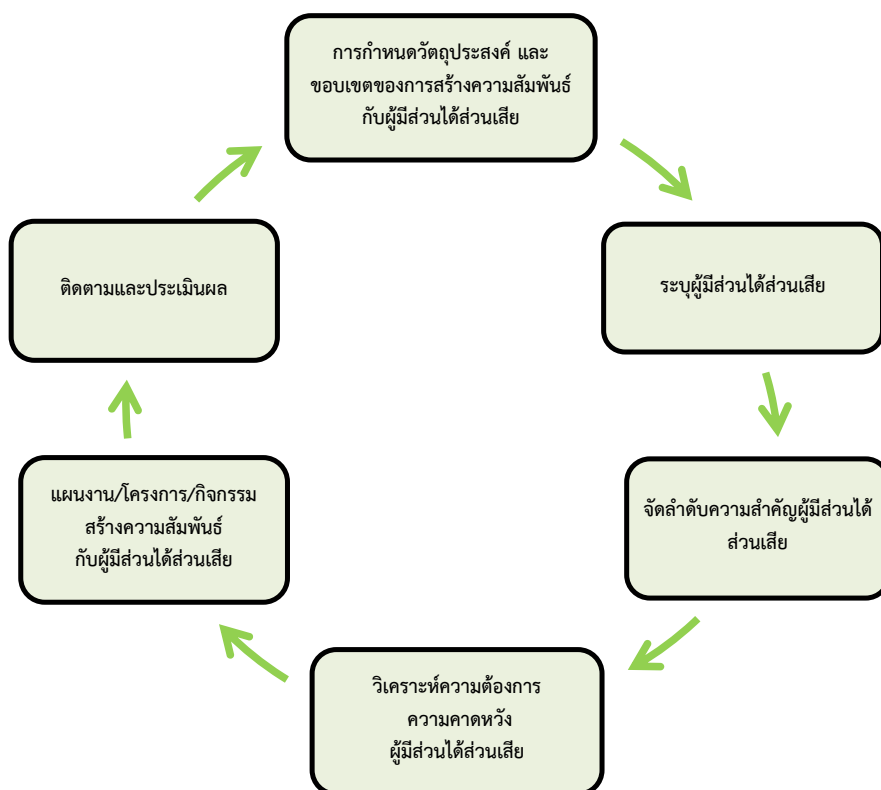 การกำหนดวัตถุประสงค์ และ
ขอบเขตของการสร้างความสัมพันธ์
กับผู้มีส่วนได้ส่วนเสีย
ระบุผู้มีส่วนได้ส่วนเสีย
จัดลำดับความสำคัญผู้มีส่วนได้
ส่วนเสีย
วิเคราะห์ความต้องการ
ความคาดหวัง
ผู้มีส่วนได้ส่วนเสีย
แผนงาน/โครงการ/กิจกรรม
สร้างความสัมพันธ์
กับผู้มีส่วนได้ส่วนเสีย
ติดตามและประเมินผล